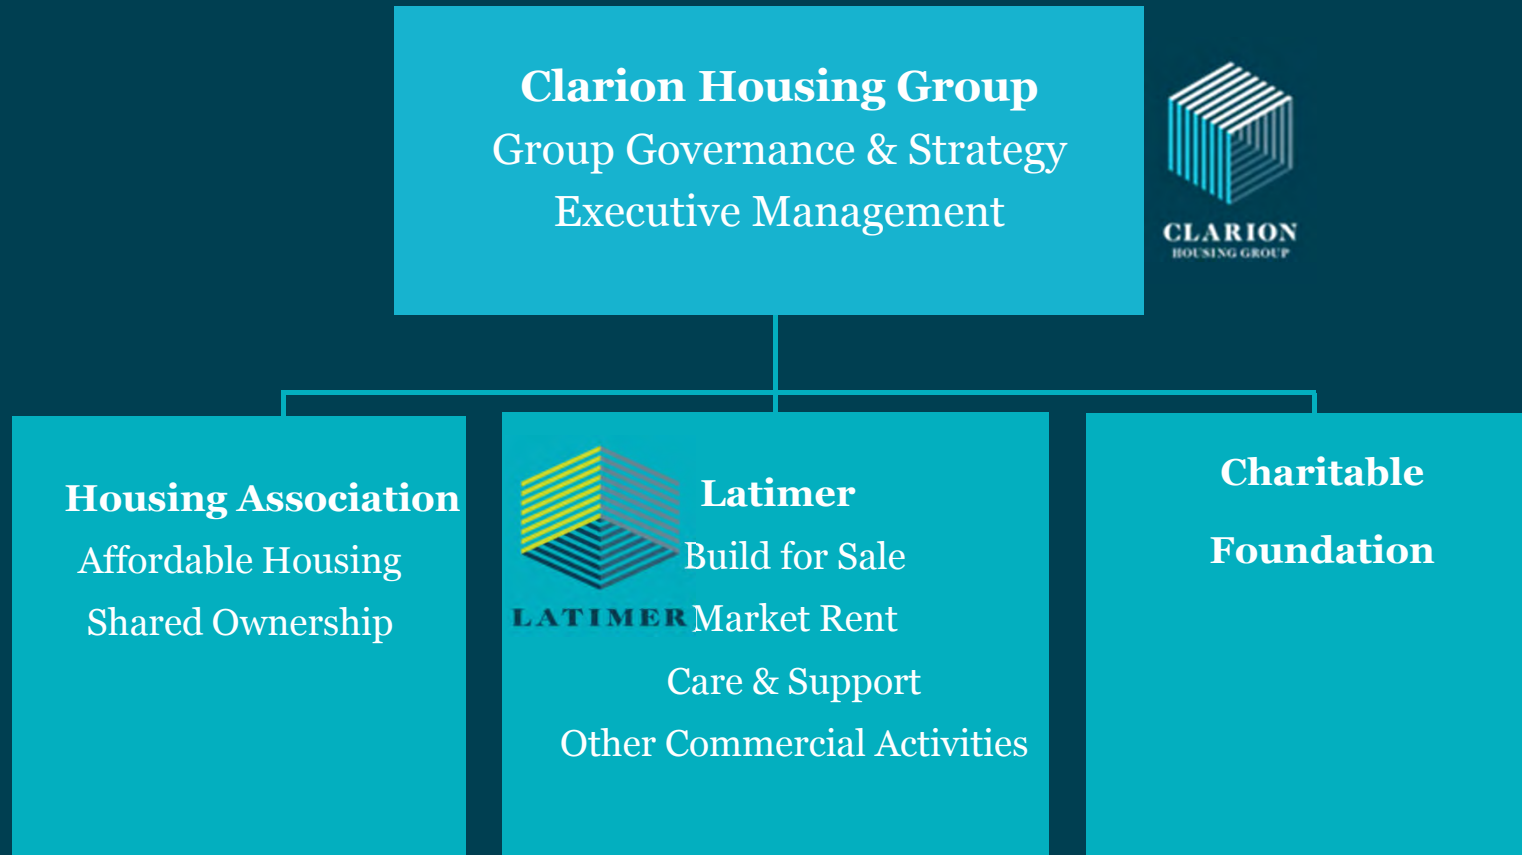 Clarion Housing Group
Group Governance & Strategy
Executive Management
CLARION
HOUSING GROUP
Housing Association
Affordable Housing
Shared Ownership
LATIMER
Latimer
Build for Sale
Market Rent
Care & Support
Other Commercial Activities
Charitable
Foundation